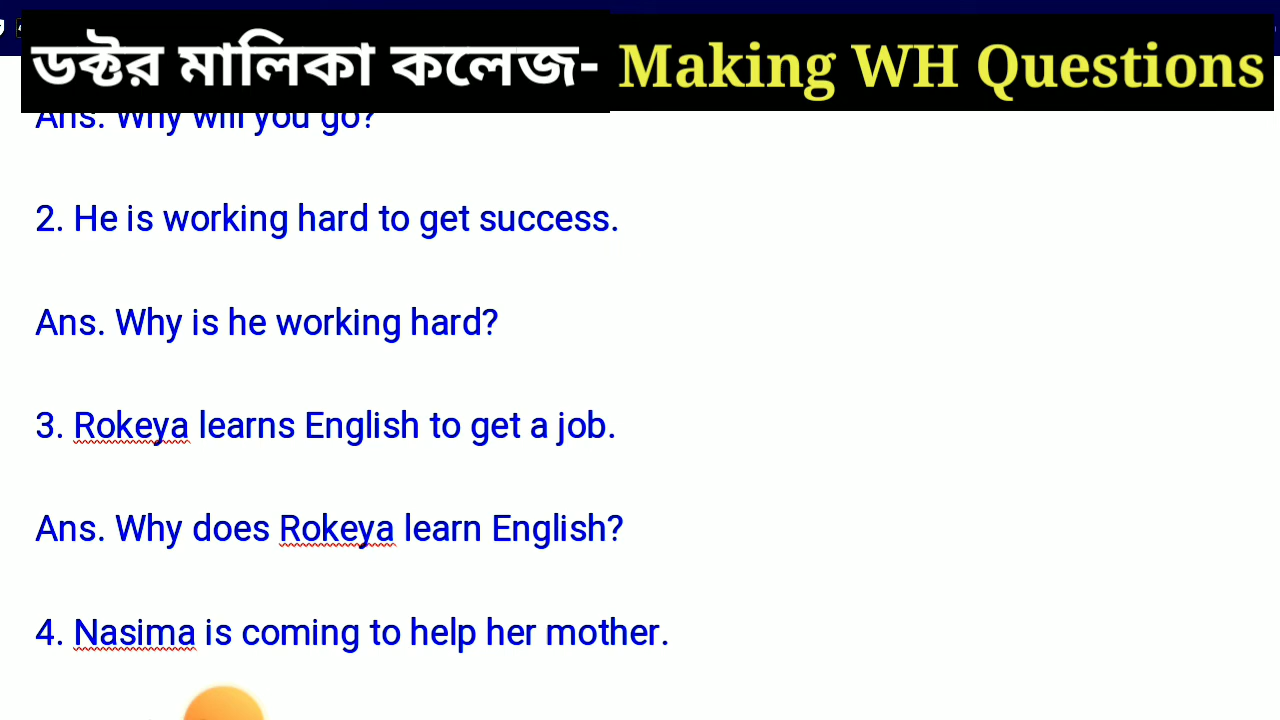 ডক্টর মালিকা কলেজ- Making WH Questions
Ans. Why will you go?
2. He is working hard to get success.
Ans. Why is he working hard?
3. Rokeya learns English to get a job.
Ans. Why does Rokeya learn English?
4. Nasima is coming to help her mother.